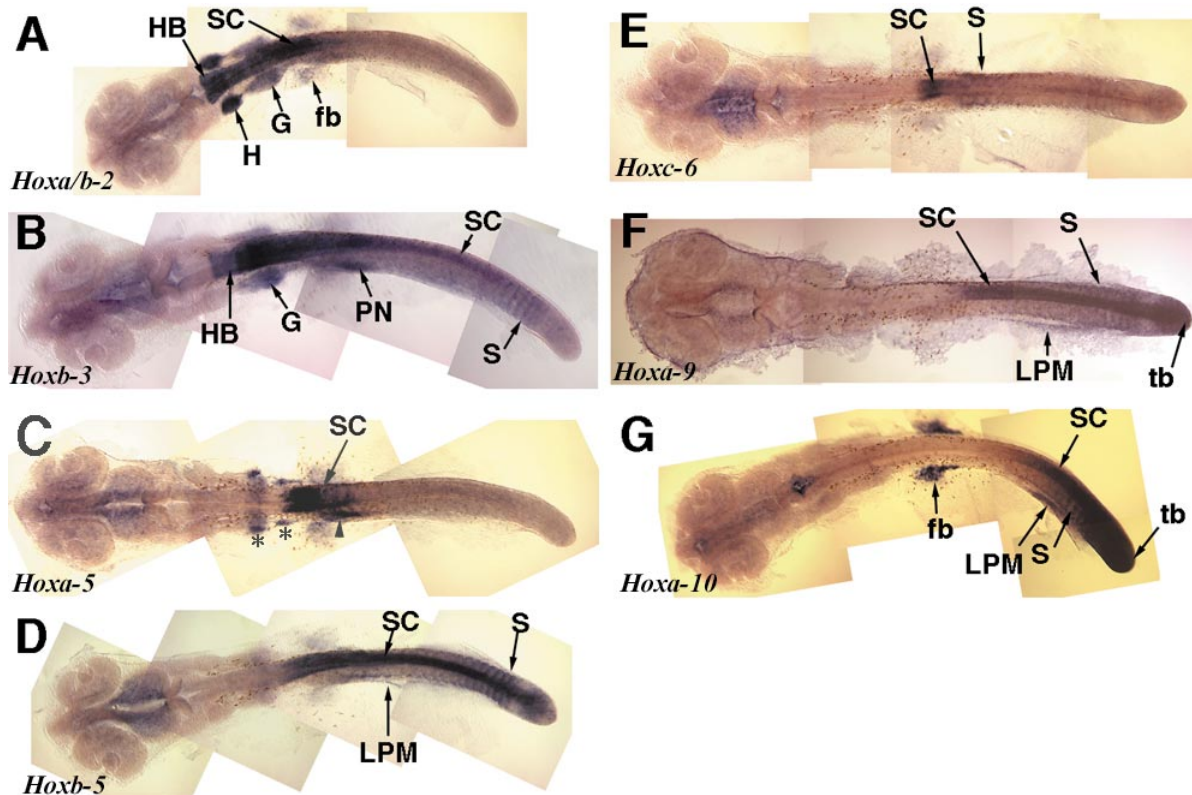 A
HB
SC
G
fb
H
Hoxa/b-2
B
SC
HB
G
PN
S
Hoxb-3
C
SC
*
*
Hoxa-5
D
SC
S
LPM
Hoxb-5
E
SC
S
Hoxc-6
F
SC
S
LPM
tb
Hoxa-9
G
SC
fb
LPM
S
tb
Hoxa-10